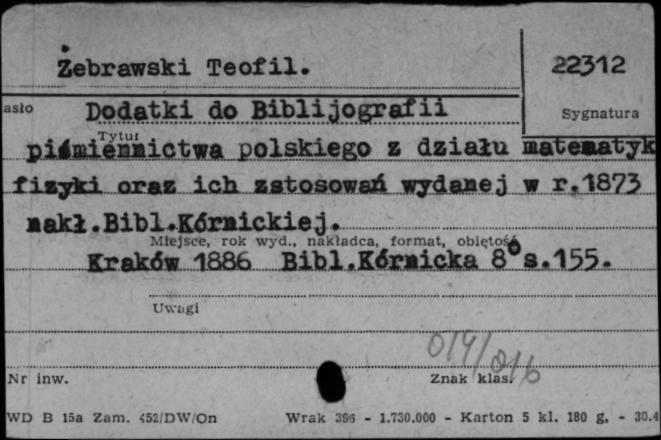 Żebrawski Teofil.
22312
asło
Dodatki do Biblijografii
Sygnatura
Tytuł
piśmiennictwa polskiego z działu matematyk
fizyki oraz ich zstosowań wydanej w r.1873
nakł.Bibl.Kórnickiej.
Miejsce, rok wyd., nakładca, format, objętość
Kraków 1886 Bibl.Kórnicka 8° s.155.
Uwagi
014/016
Nr inw.
Znak klas.
WD B 15a Zam. 452/DW/On
Wrak 396 - 1.730.000 - Karton 5 kl. 180 g. - 30.4